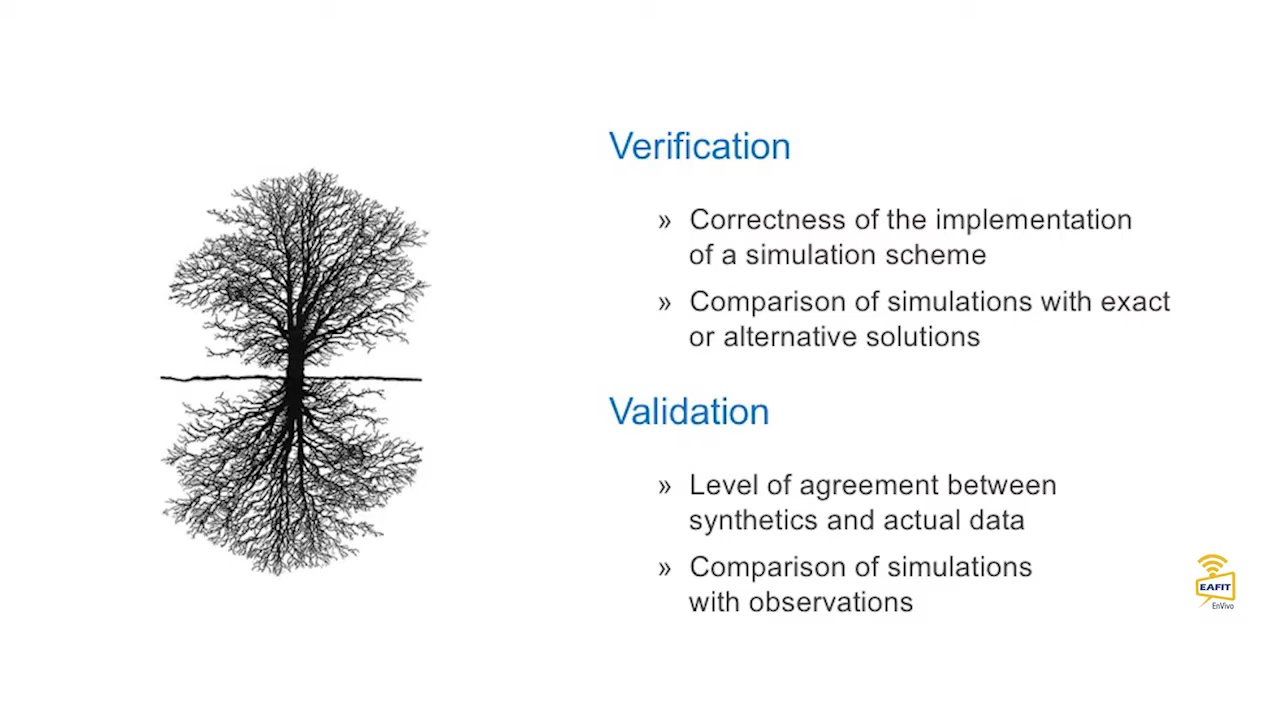 Verification
» Correctness of the implementation
of a simulation scheme
» Comparison of simulations with exact
or alternative solutions
Validation
» Level of agreement between
synthetics and actual data
» Comparison of simulations
with observations
EAFIT
EnVivo